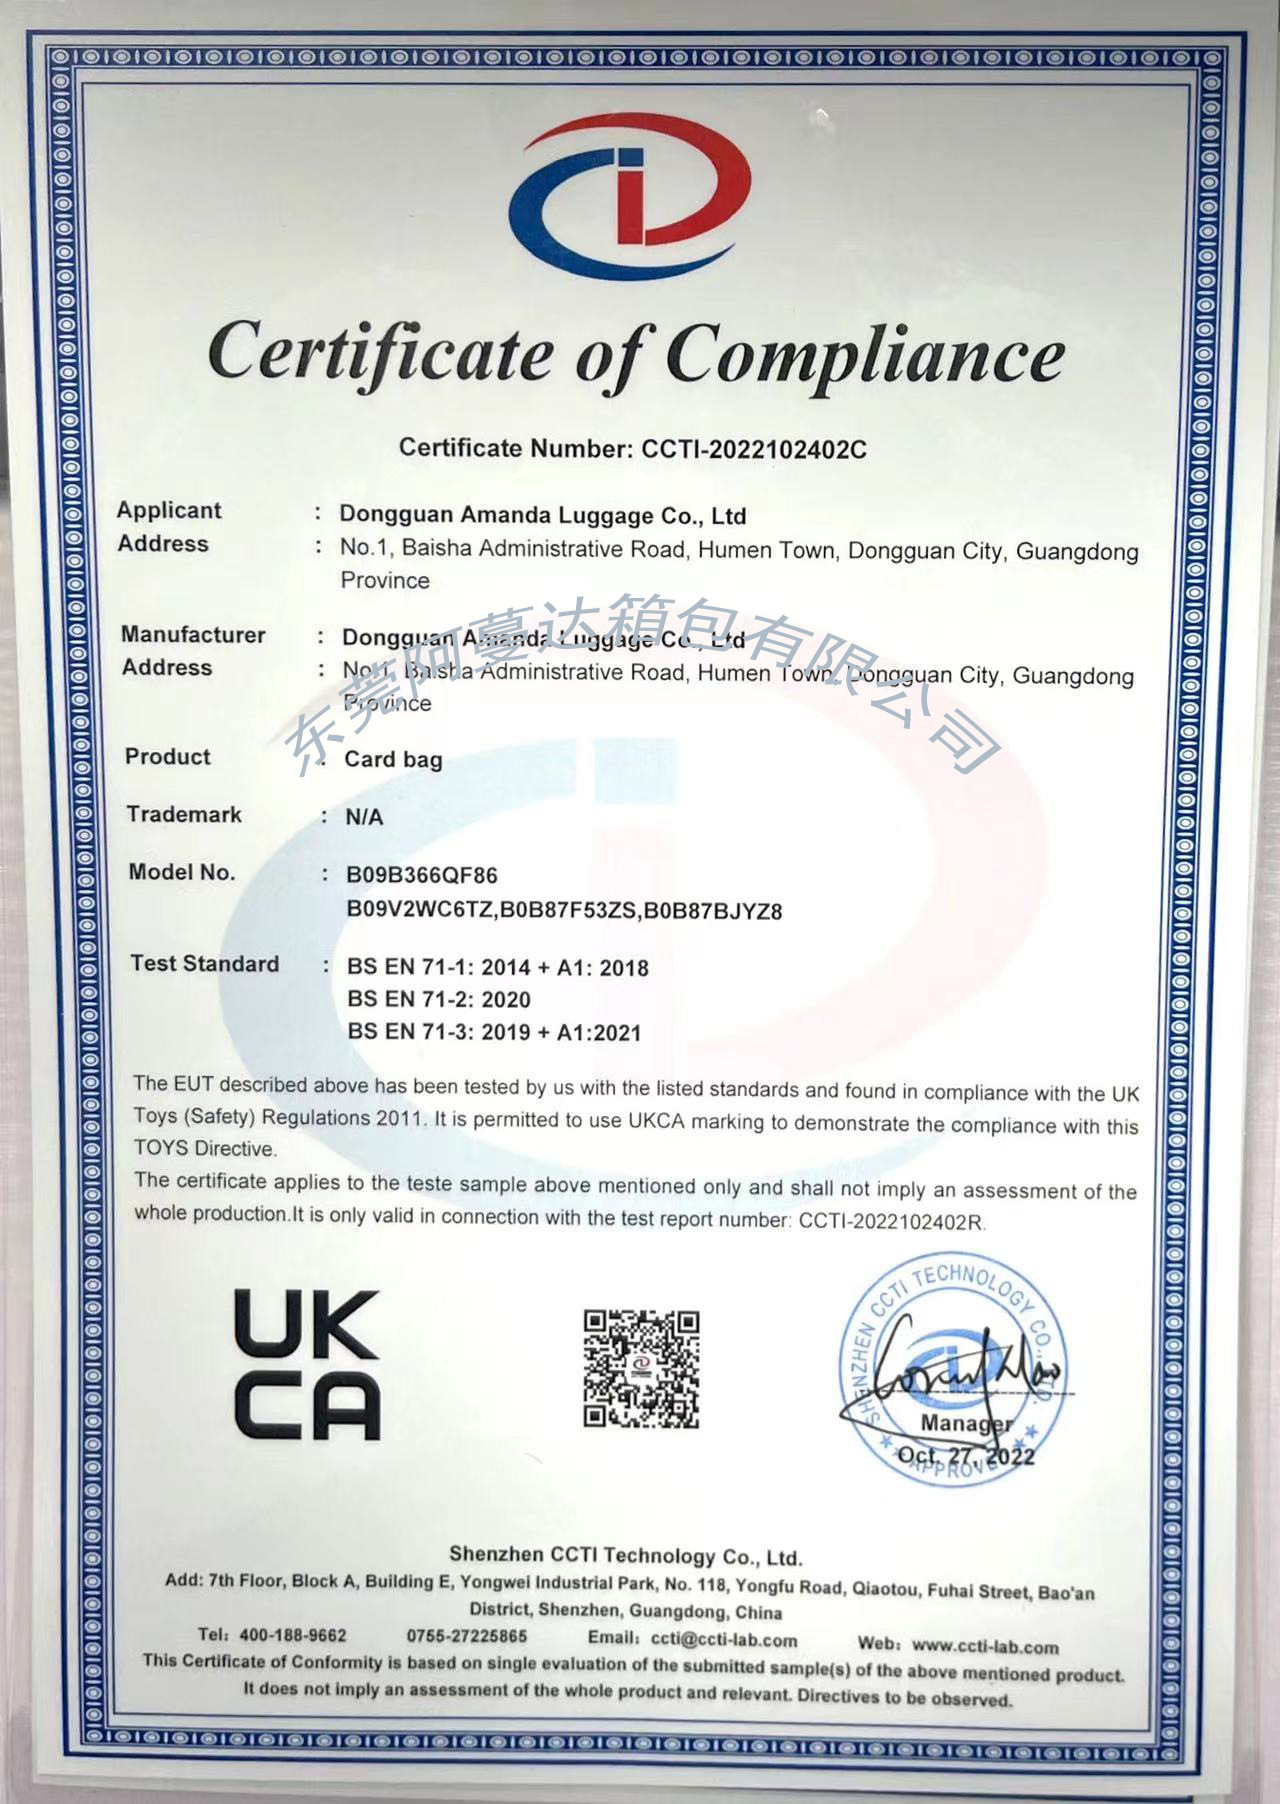 Certificate of Compliance
Certificate Number: CCTI-2022102402C
Applicant : Dongguan Amanda Luggage Co., Ltd
Address : No.1, Baisha Administrative Road, Humen Town, Dongguan City, Guangdong
Province
东莞阿蔓达箱包有限公司
Manufacturer : Dongguan Amanda Luggage Co., Ltd
Address : No.1, Baisha Administrative Road, Humen Town, Dongguan City, Guangdong
Province
Product : Card bag
Trademark : N/A
Model No. : B09B366QF86
B09V2WC6TZ,B0B87F53ZS,B0B87BJYZ8
Test Standard : BS EN 71-1: 2014 + A1: 2018
BS EN 71-2: 2020
BS EN 71-3: 2019 + A1:2021
The EUT described above has been tested by us with the listed standards and found in compliance with the UK
Toys (Safety) Regulations 2011. It is permitted to use UKCA marking to demonstrate the compliance with this
TOYS Directive.
The certificate applies to the teste sample above mentioned only and shall not imply an assessment of the
whole production.It is only valid in connection with the test report number: CCTI-2022102402R.
UK
CA
SHENZHEN CCTI TECHNOLOGY CO., LTD.
Manager
Oct. 27, 2022
APPROVE
Shenzhen CCTI Technology Co., Ltd.
Add: 7th Floor, Block A, Building E, Yongwei Industrial Park, No. 118, Yongfu Road, Qiaotou, Fuhai Street, Bao'an
District, Shenzhen, Guangdong, China
Tel: 400-188-9662 0755-27225865 Email: ccti@ccti-lab.com Web: www.ccti-lab.com
This Certificate of Conformity is based on single evaluation of the submitted sample(s) of the above mentioned product.
It does not imply an assessment of the whole product and relevant. Directives to be observed.